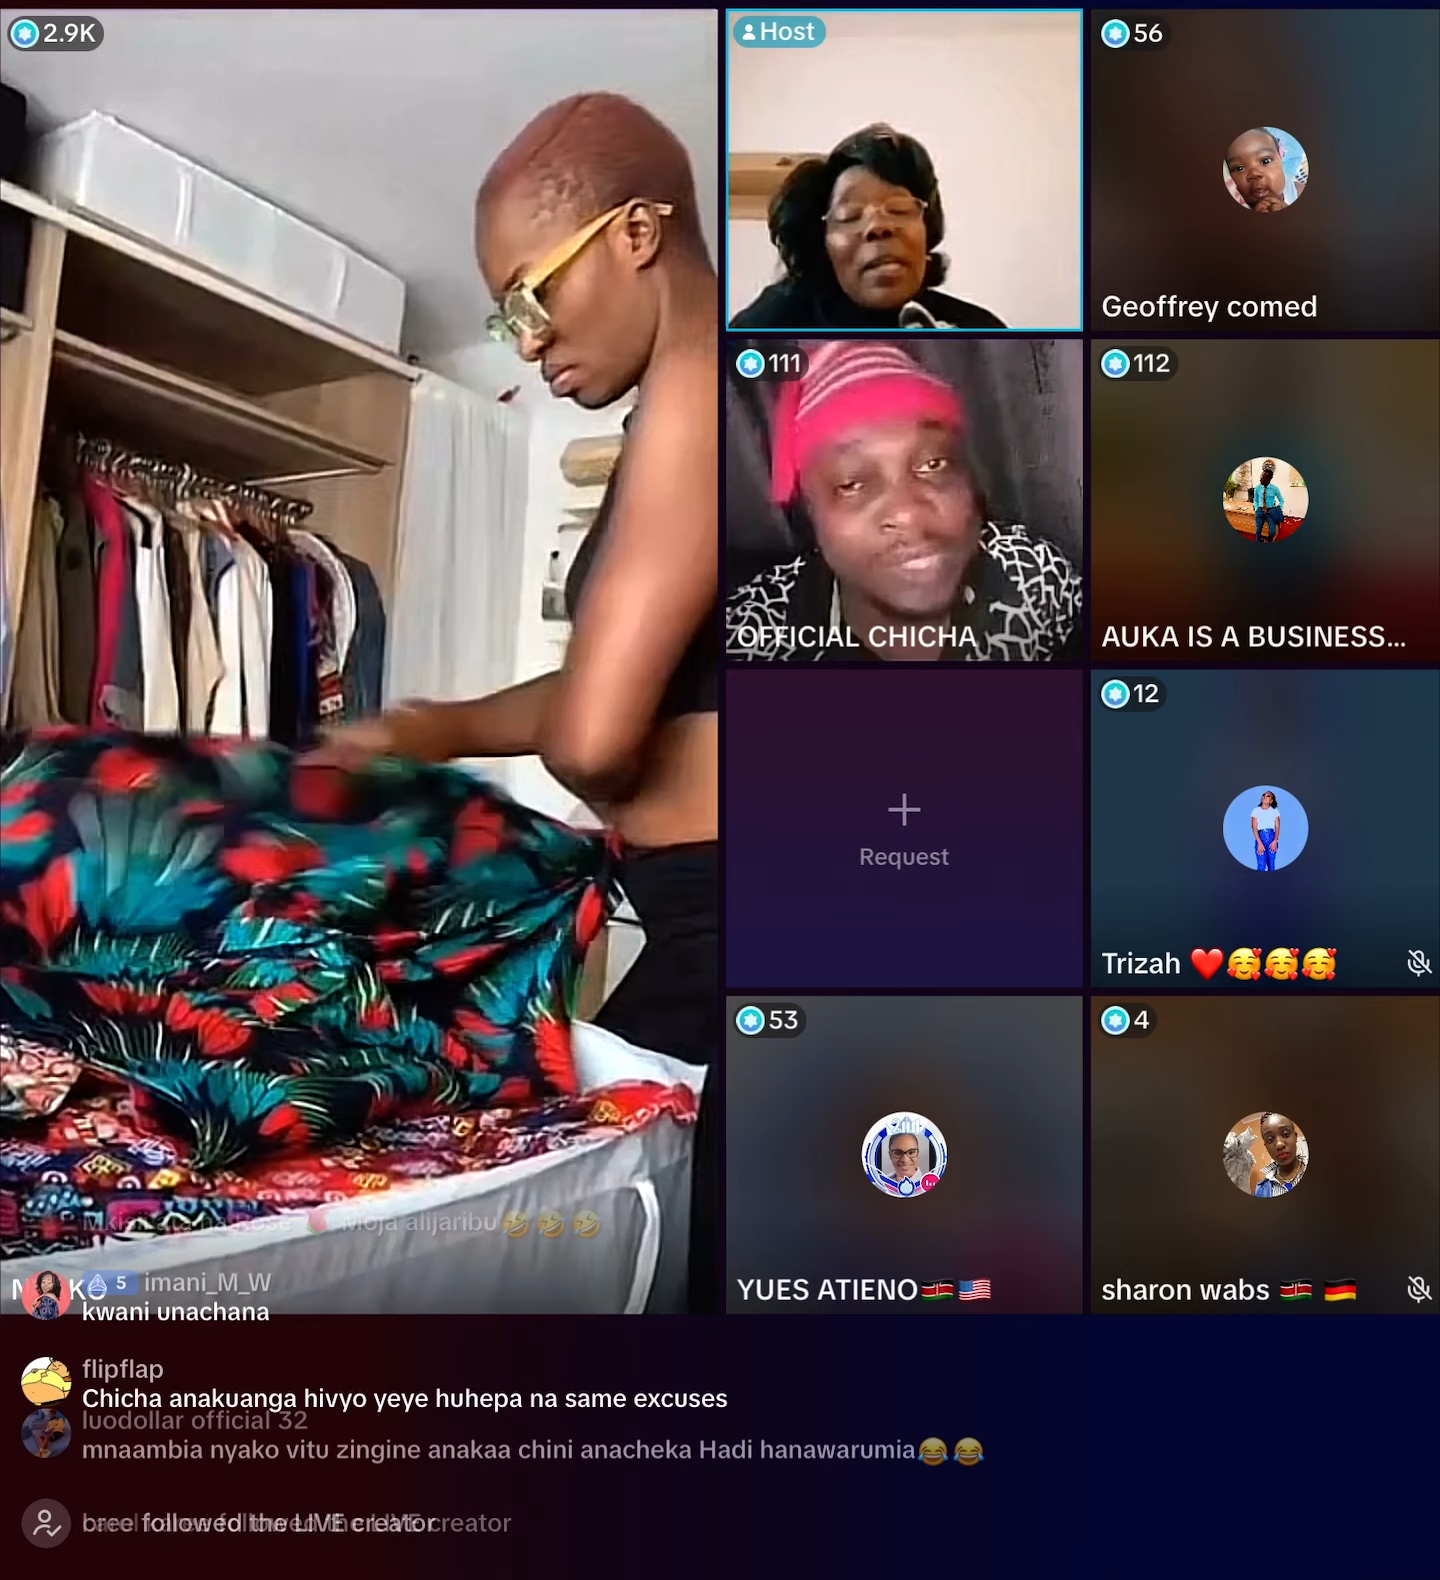 2.9K
Host
56
Geoffrey comed
111
OFFICIAL CHICHA
112
AUKA IS A BUSINESS...
Request
12
Trizah ❤️🥰🥰🥰
53
YUES ATIENO🇰🇪🇺🇸
4
sharon wabs 🇰🇪 🇩🇪
Moja alijaribu🤣🤣🤣
5 imani_M_W
kwani unachana
flipflap
Chicha anakuanga hivyo yeye huhepa na same excuses
luodollar official 32
mnaambia nyako vitu zingine anakaa chini anacheka Hadi hanawarumia😂😂
followed the LIVE creator